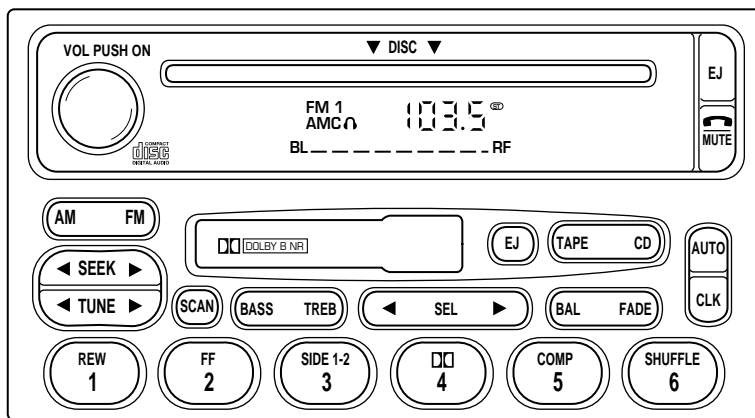 VOL PUSH ON
▼ DISC ▼
EJ
FM 1
AMC
103.5
ST
MUTE
COMPACT
disc
DIGITAL AUDIO
BL RF
AM FM
DOLBY B NR
EJ
TAPE CD
AUTO
CLK
◀ SEEK ▶
◀ TUNE ▶
SCAN
BASS TREB
◀ SEL ▶
BAL FADE
REW
1
FF
2
SIDE 1-2
3
4
COMP
5
SHUFFLE
6